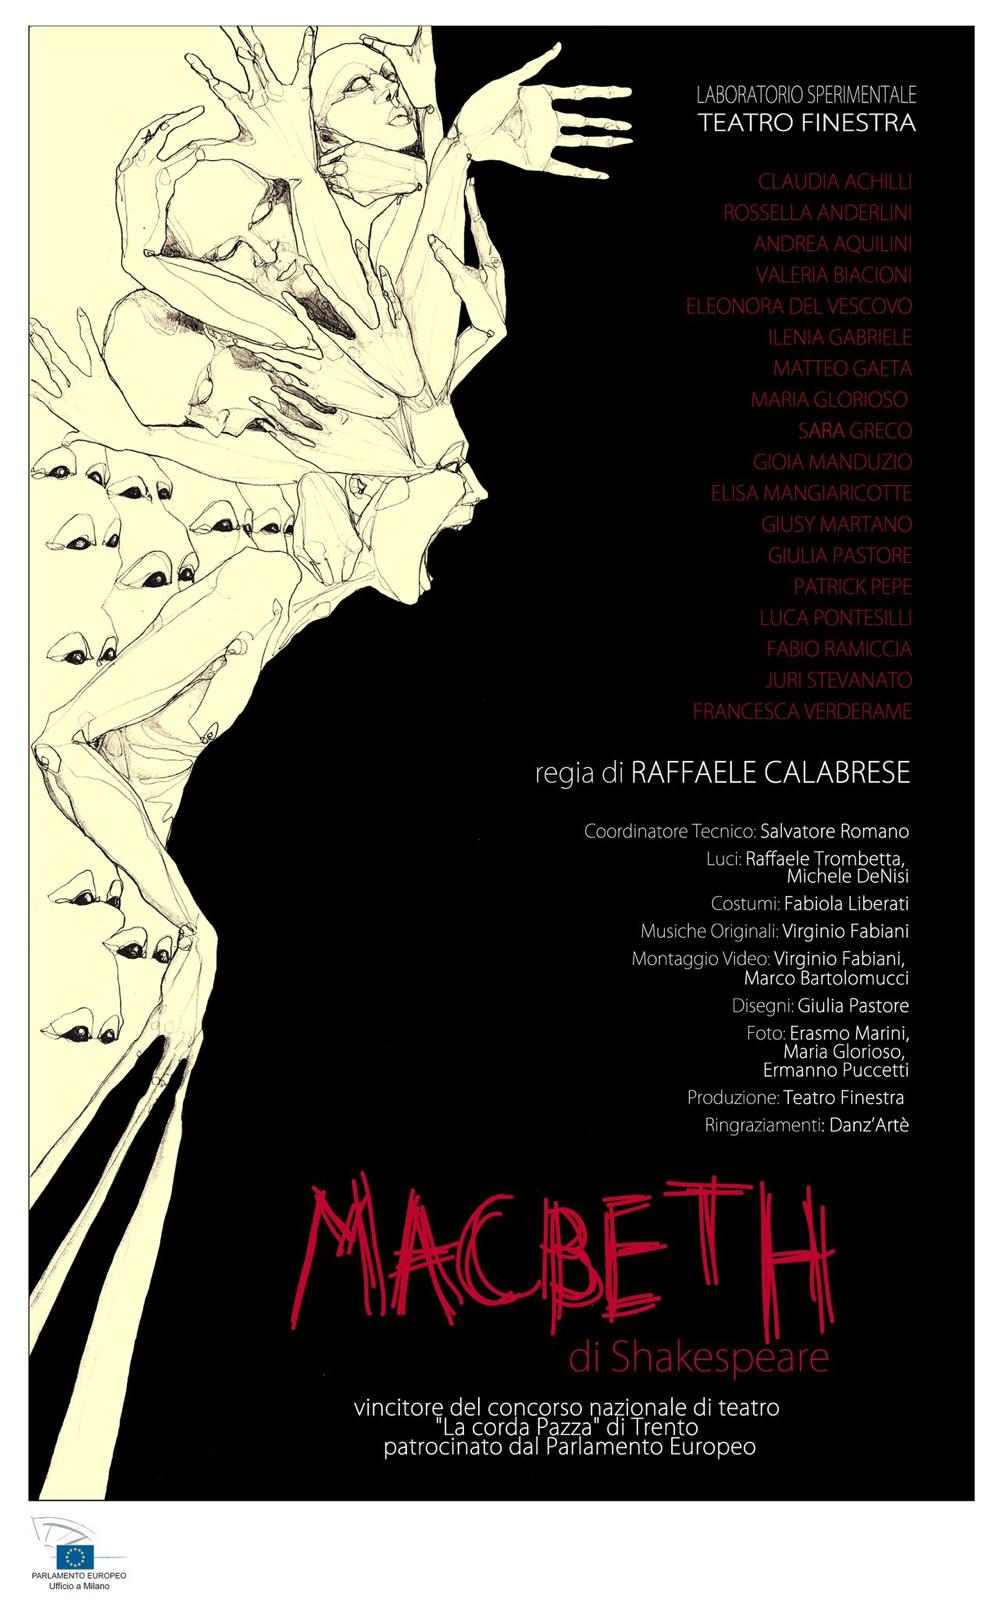 LABORATORIO SPERIMENTALE
TEATRO FINESTRA
CLAUDIA ACHILLI
ROSSELLA ANDERLINI
ANDREA AQUILINI
VALERIA BIACIONI
ELEONORA DEL VESCOVO
ILENIA GABRIELE
MATTEO GAETA
MARIA GLORIOSO
SARA GRECO
GIOIA MANDUZIO
ELISA MANGIARICOTTE
GIUSY MARTANO
GIULIA PASTORE
PATRICK PEPE
LUCA PONTESILLI
FABIO RAMICCIA
JURI STEVANATO
FRANCESCA VERDERAME
regia di RAFFAELE CALABRESE
Coordinatore Tecnico: Salvatore Romano
Luci: Raffaele Trombetta,
Michele DeNisi
Costumi: Fabiola Liberati
Musiche Originali: Virginio Fabiani
Montaggio Video: Virginio Fabiani,
Marco Bartolomucci
Disegni: Giulia Pastore
Foto: Erasmo Marini,
Maria Glorioso,
Ermanno Puccetti
Produzione: Teatro Finestra
Ringraziamenti: Danz'Artè
MACBETH
di Shakespeare
vincitore del concorso nazionale di teatro
"La corda Pazza" di Trento
patrocinato dal Parlamento Europeo
PARLAMENTO EUROPEO
Ufficio a Milano